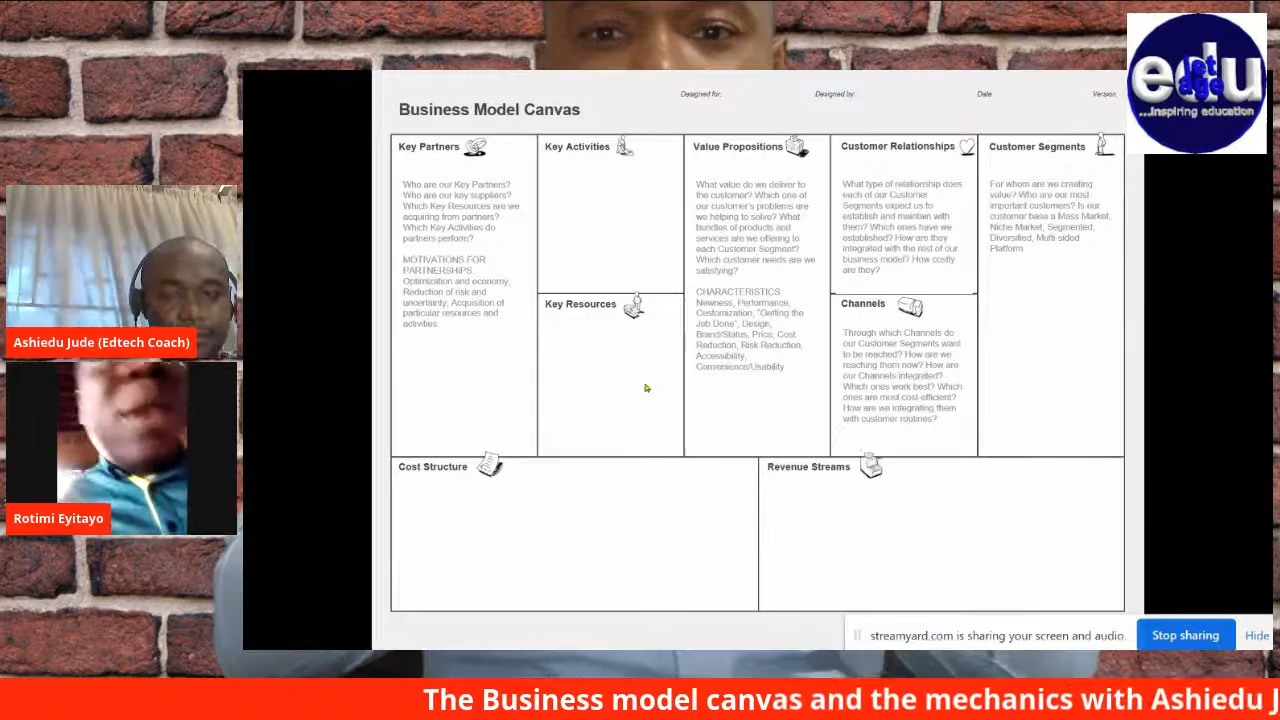 Designed for:
Designed by:
Date
Version:
Business Model Canvas
Key Partners
Who are our Key Partners?
Who are our key suppliers?
Which Key Resources are we
acquiring from partners?
Which Key Activities do
partners perform?
MOTIVATIONS FOR
PARTNERSHIPS:
Optimization and economy,
Reduction of risk and
uncertainty, Acquisition of
particular resources and
activities
Key Activities
Key Resources
Value Propositions
What value do we deliver to
the customer? Which one of
our customer's problems are
we helping to solve? What
bundles of products and
services are we offering to
each Customer Segment?
Which customer needs are we
satisfying?
CHARACTERISTICS:
Newness, Performance,
Customization, "Getting the
Job Done", Design,
Brand/Status, Price, Cost
Reduction, Risk Reduction,
Accessibility,
Convenience/Usability
Customer Relationships
What type of relationship does
each of our Customer
Segments expect us to
establish and maintain with
them? Which ones have we
established? How are they
integrated with the rest of our
business model? How costly
are they?
Channels
Through which Channels do
our Customer Segments want
to be reached? How are we
reaching them now? How are
our Channels integrated?
Which ones work best? Which
ones are most cost-efficient?
How are we integrating them
with customer routines?
Customer Segments
For whom are we creating
value? Who are our most
important customers? Is our
customer base a Mass Market,
Niche Market, Segmented,
Diversified, Multi-sided
Platform
Cost Structure
Revenue Streams
edu
jet
age
...inspiring education
Ashiedu Jude (Edtech Coach)
Rotimi Eyitayo
streamyard.com is sharing your screen and audio.
Stop sharing
Hide
The Business model canvas and the mechanics with Ashiedu J